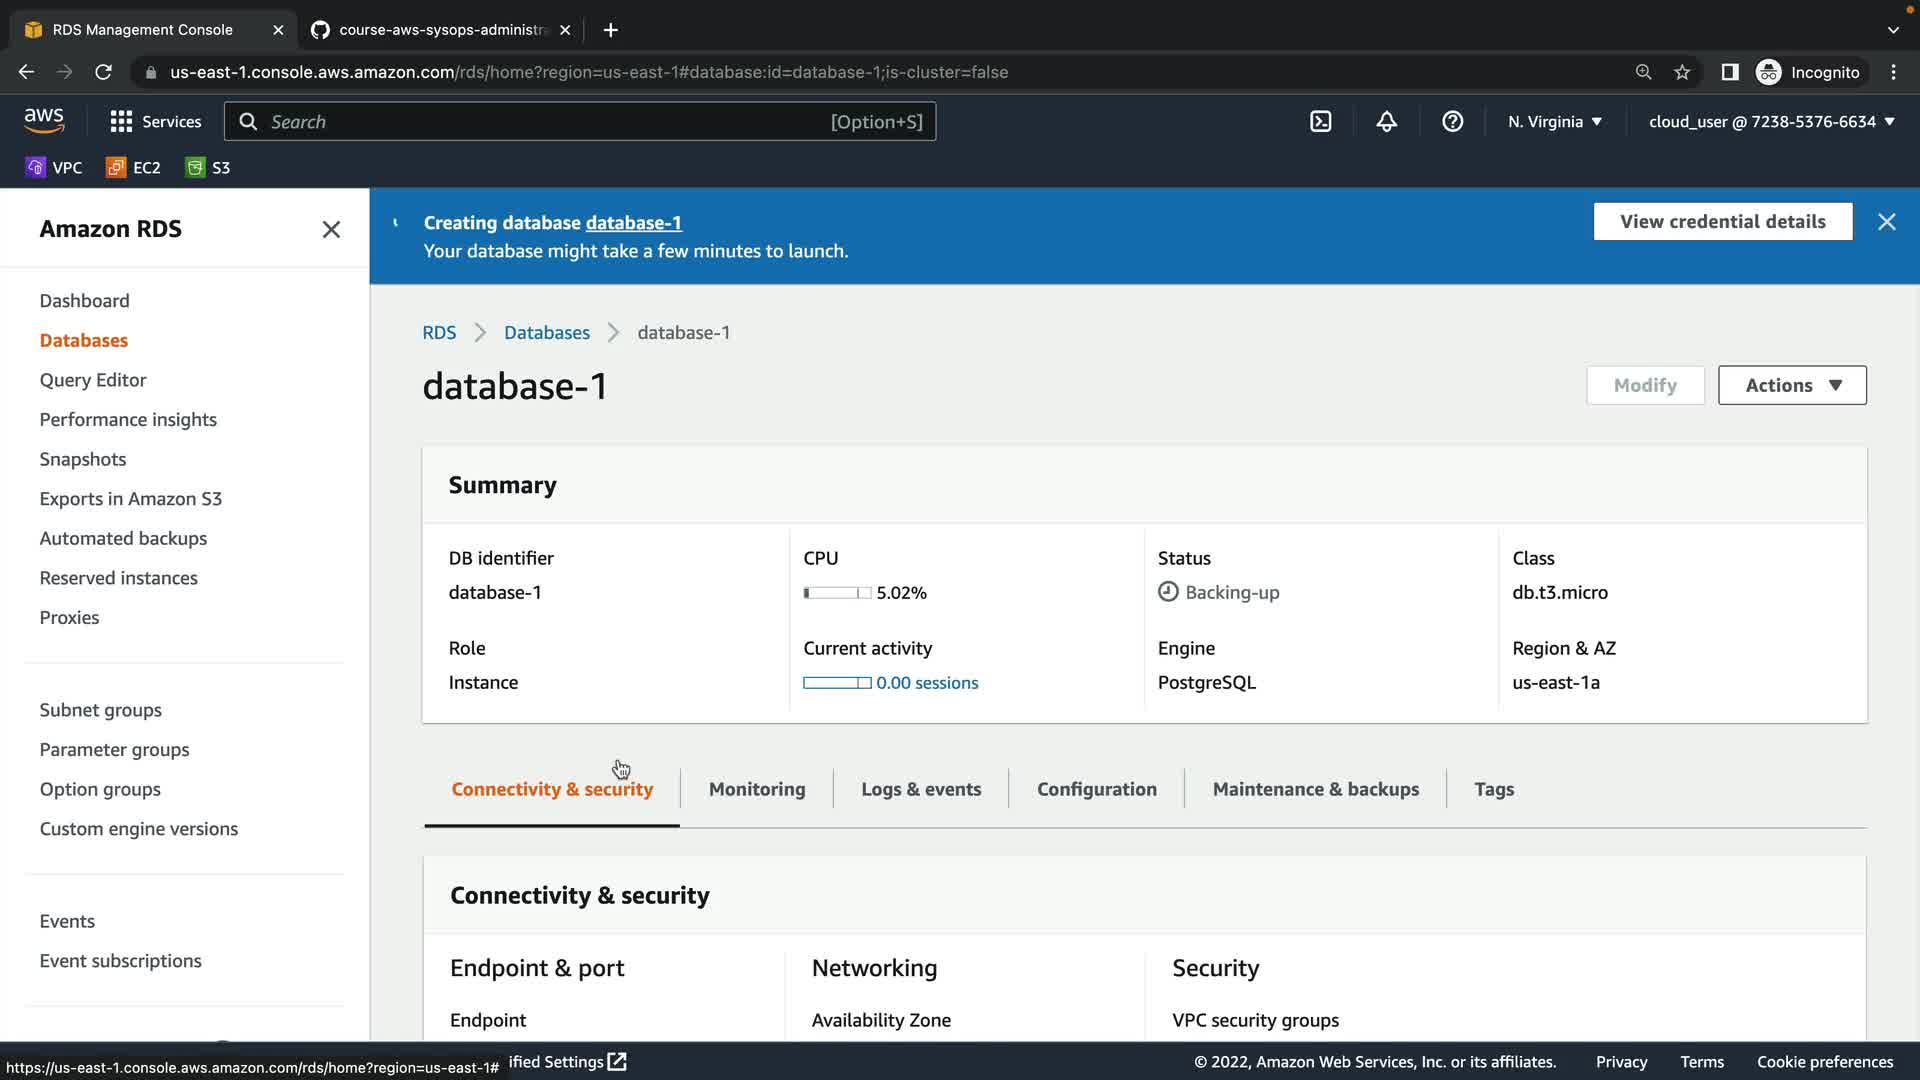 RDS Management Console
course-aws-sysops-administr
us-east-1.console.aws.amazon.com/rds/home?region=us-east-1#database:id=database-1;is-cluster=false
Incognito
aws
Services
Search
[Option+S]
N. Virginia
cloud_user @ 7238-5376-6634
VPC
EC2
S3
Amazon RDS
Dashboard
Databases
Query Editor
Performance insights
Snapshots
Exports in Amazon S3
Automated backups
Reserved instances
Proxies
Subnet groups
Parameter groups
Option groups
Custom engine versions
Events
Event subscriptions
Creating database database-1
Your database might take a few minutes to launch.
View credential details
RDS
Databases
database-1
database-1
Modify
Actions
Summary
DB identifier
database-1
CPU
5.02%
Status
Backing-up
Class
db.t3.micro
Role
Instance
Current activity
0.00 sessions
Engine
PostgreSQL
Region & AZ
us-east-1a
Connectivity & security
Monitoring
Logs & events
Configuration
Maintenance & backups
Tags
Connectivity & security
Endpoint & port
Networking
Security
Endpoint
Availability Zone
VPC security groups
https://us-east-1.console.aws.amazon.com/rds/home?region=us-east-1#
ified Settings
© 2022, Amazon Web Services, Inc. or its affiliates.
Privacy
Terms
Cookie preferences